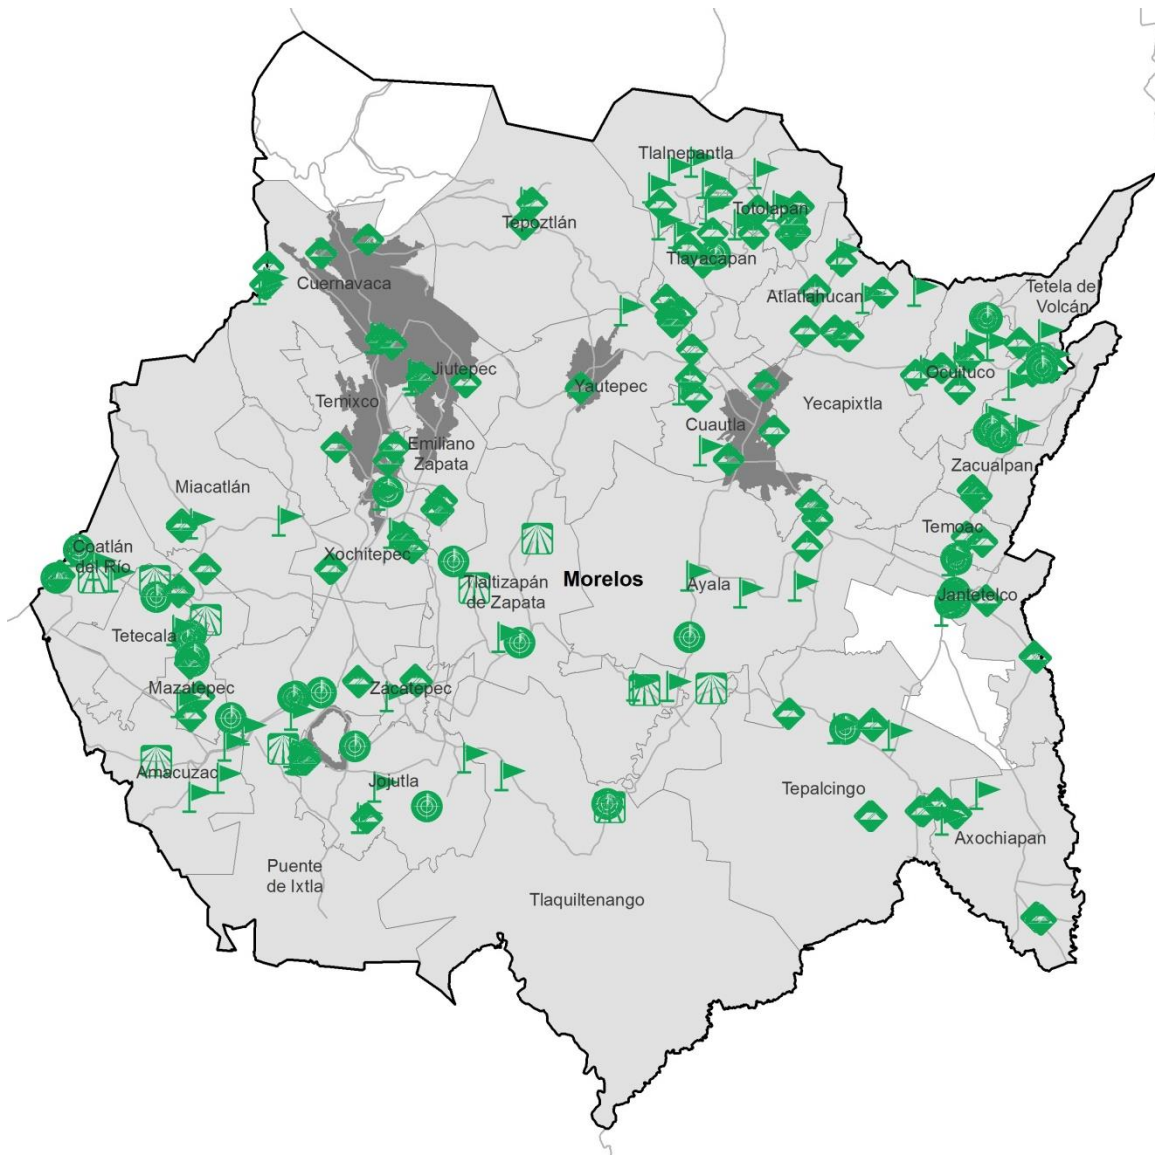 Tlalnepantla
Totolapan
Tepoztlán
Tlayacapan
Cuernavaca
Atlatlahucan
Tetela de
Volcán
Jiutepec
Yautepec
Ocuituco
Temixco
Yecapixtla
Cuautla
Emiliano
Zapata
Zacualpan
Miacatlán
Temoac
Coatlán
del Río
Xochitepec
Tlaltizapán
de Zapata
Morelos
Ayala
Jantetelco
Tetecala
Mazatepec
Zacatepec
Amacuzac
Jojutla
Tepalcingo
Axochiapan
Puente
de Ixtla
Tlaquiltenango